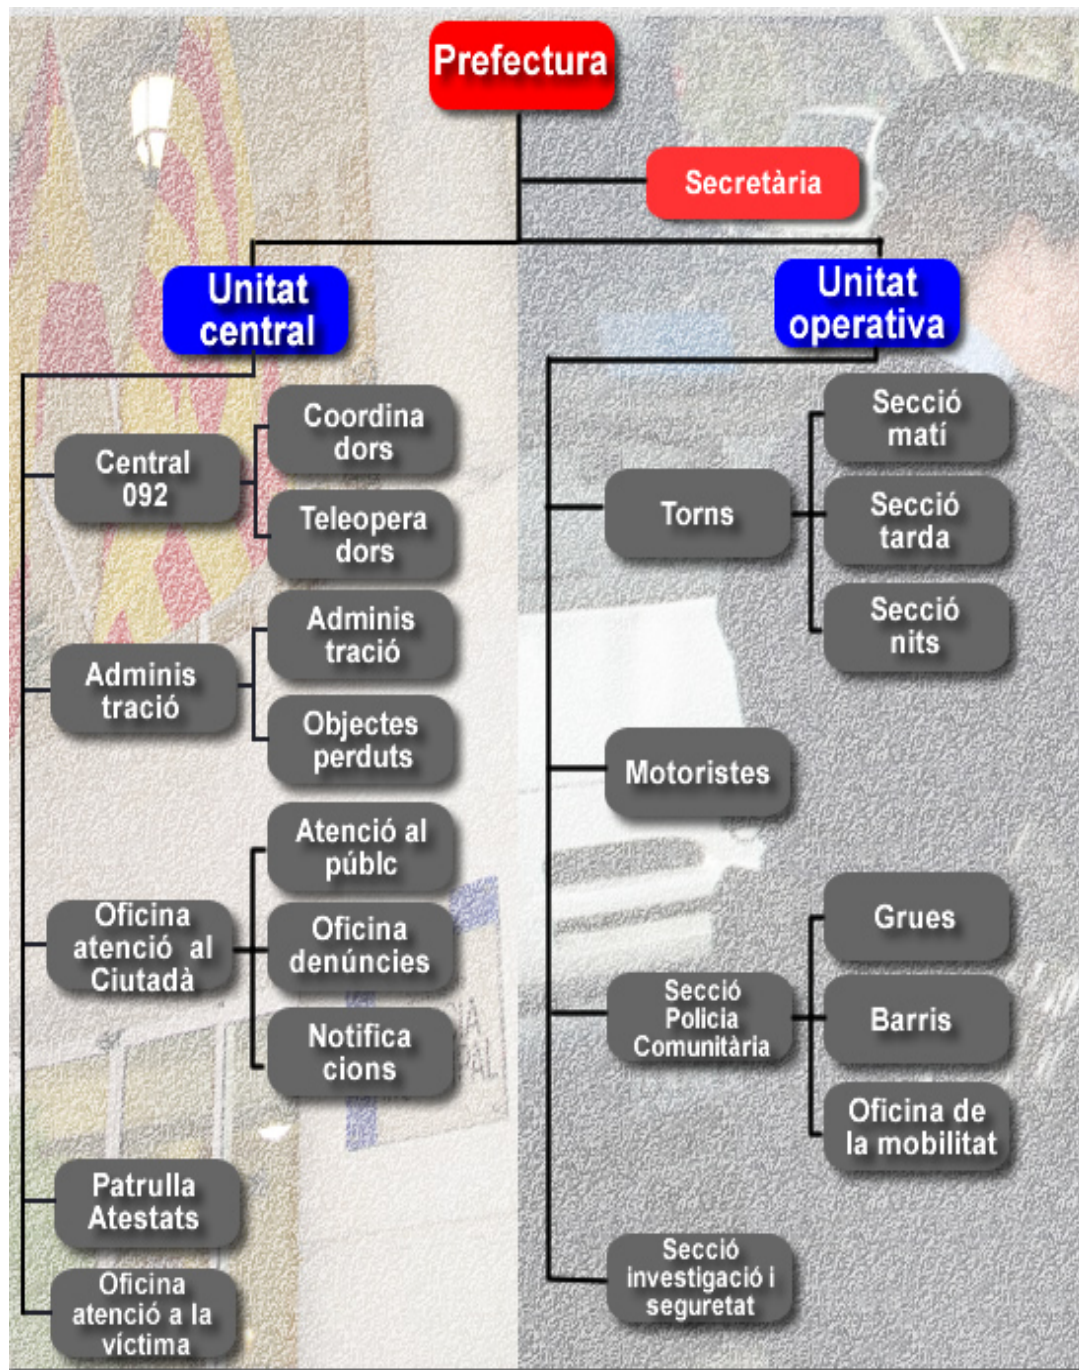 Prefectura
Secretària
Unitat
central
Unitat
operativa
Central
092
Coordina
dors
Teleopera
dors
Adminis
tració
Adminis
tració
Objectes
perduts
Oficina
atenció al
Ciutadà
Atenció al
públc
Oficina
denúncies
Notifica
cions
Patrulla
Atestats
Oficina
atenció a la
víctima
Torns
Secció
matí
Secció
tarda
Secció
nits
Motoristes
Secció
Policia
Comunitària
Grues
Barris
Oficina de
la mobilitat
Secció
investigació i
seguretat